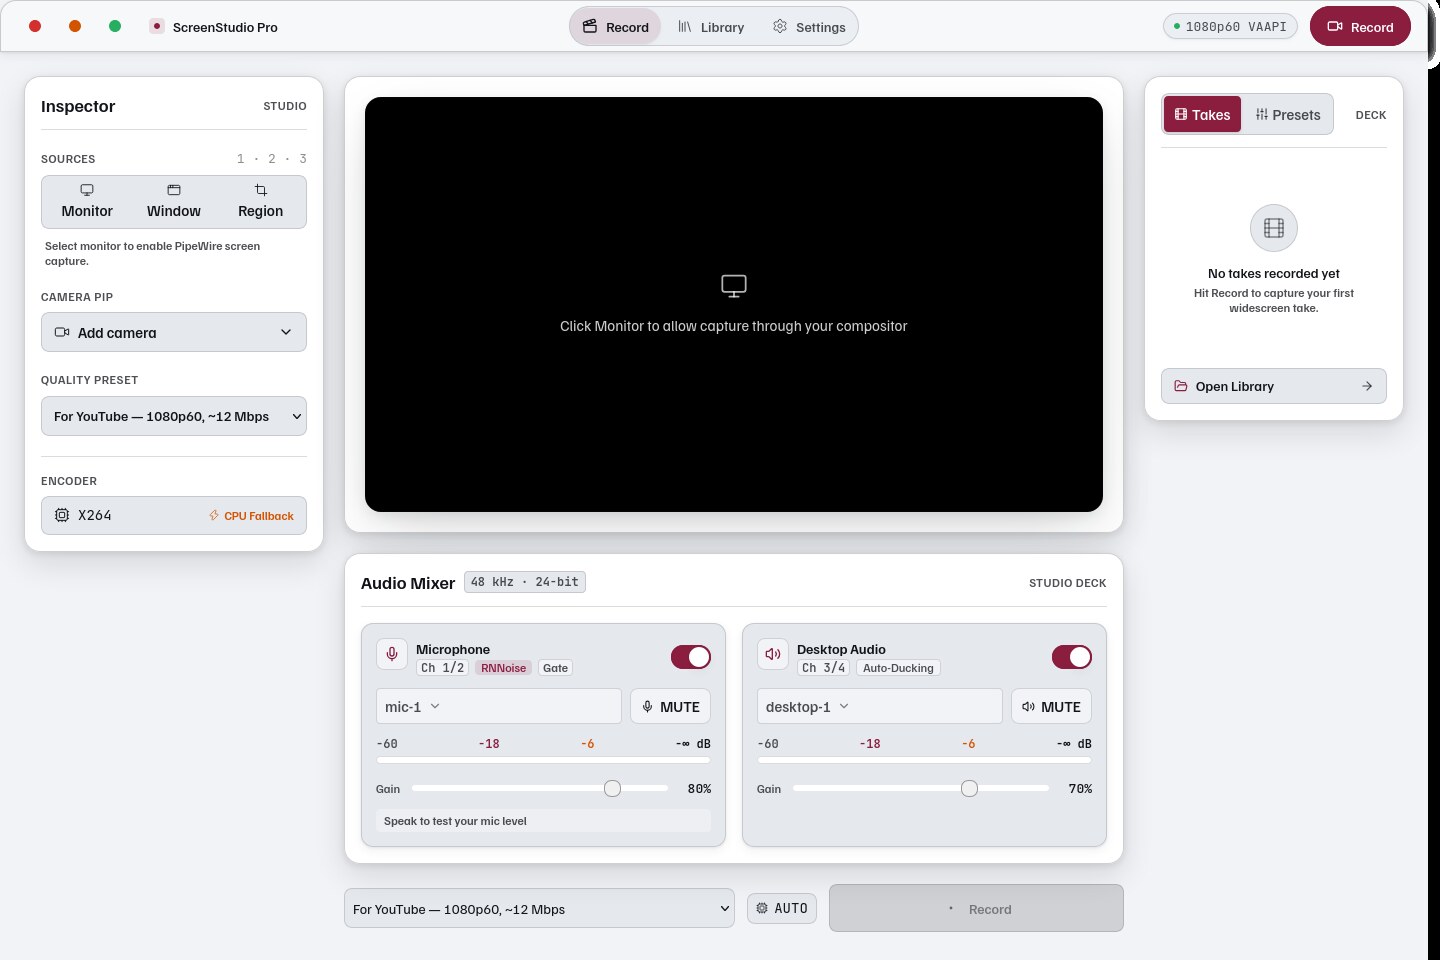 ScreenStudio Pro
Record
Library
Settings
1080p60 VAAPI
Record
Inspector
STUDIO
SOURCES
1 · 2 · 3
Monitor
Window
Region
Select monitor to enable PipeWire screen
capture.
CAMERA PIP
Add camera
QUALITY PRESET
For YouTube — 1080p60, ~12 Mbps
ENCODER
X264
CPU Fallback
Click Monitor to allow capture through your compositor
Audio Mixer
48 kHz · 24-bit
STUDIO DECK
Microphone
Ch 1/2
RNNoise
Gate
mic-1
MUTE
-60
-18
-6
-∞ dB
Gain
80%
Speak to test your mic level
Desktop Audio
Ch 3/4
Auto-Ducking
desktop-1
MUTE
-60
-18
-6
-∞ dB
Gain
70%
For YouTube — 1080p60, ~12 Mbps
AUTO
Record
Takes
Presets
DECK
No takes recorded yet
Hit Record to capture your first
widescreen take.
Open Library